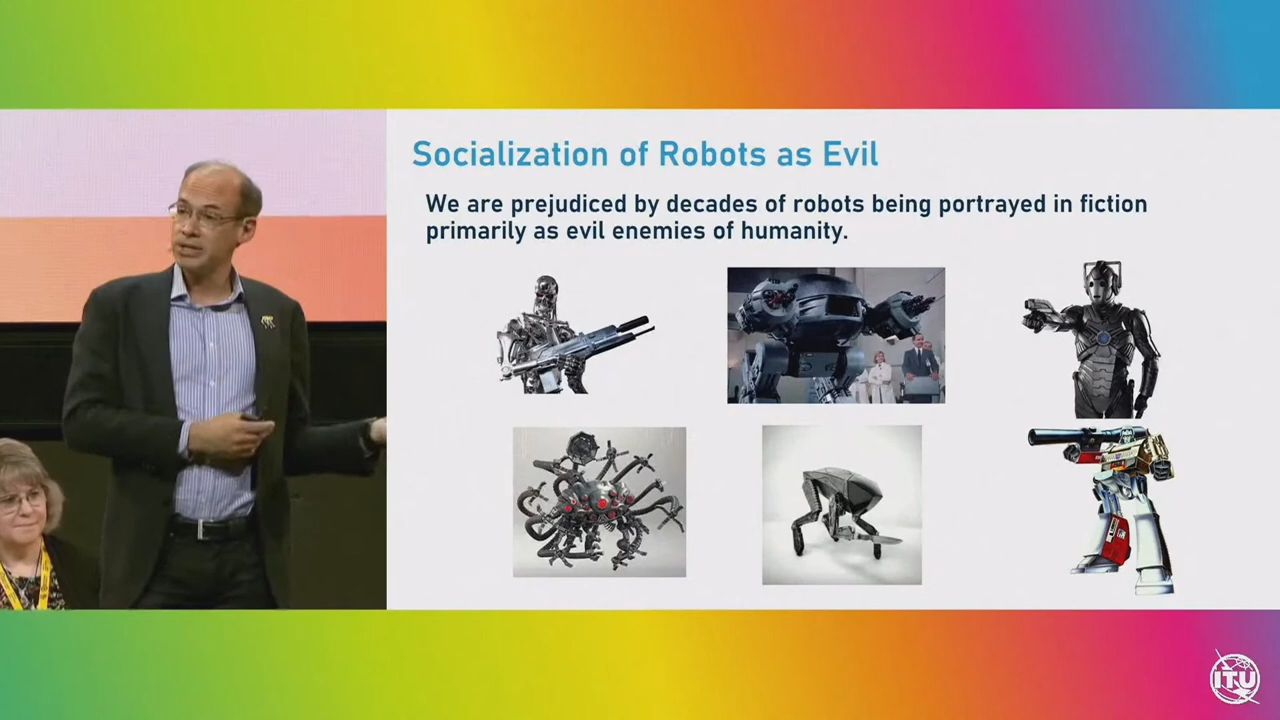 Socialization of Robots as Evil
We are prejudiced by decades of robots being portrayed in fiction
primarily as evil enemies of humanity.
ITU